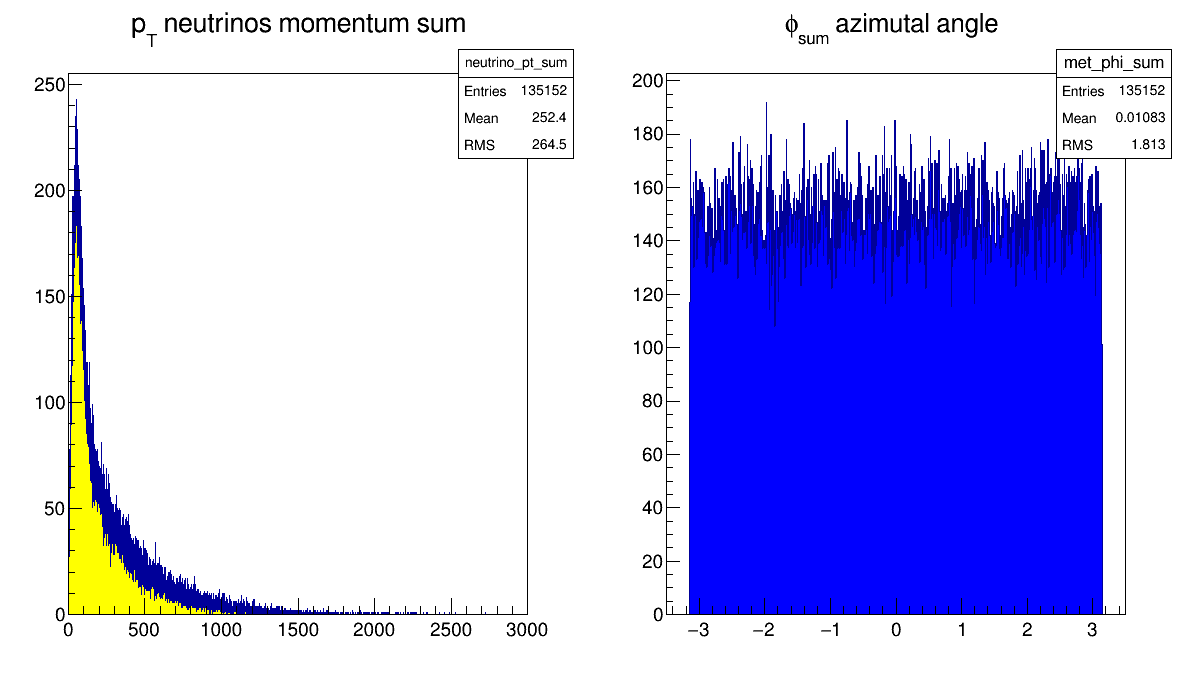 p_T neutrinos momentum sum
neutrino_pt_sum
Entries 135152
Mean 252.4
RMS 264.5
250
200
150
100
50
0
0 500 1000 1500 2000 2500 3000
ϕ_sum azimutal angle
met_phi_sum
Entries 135152
Mean 0.01083
RMS 1.813
200
180
160
140
120
100
80
60
40
20
0
−3 −2 −1 0 1 2 3